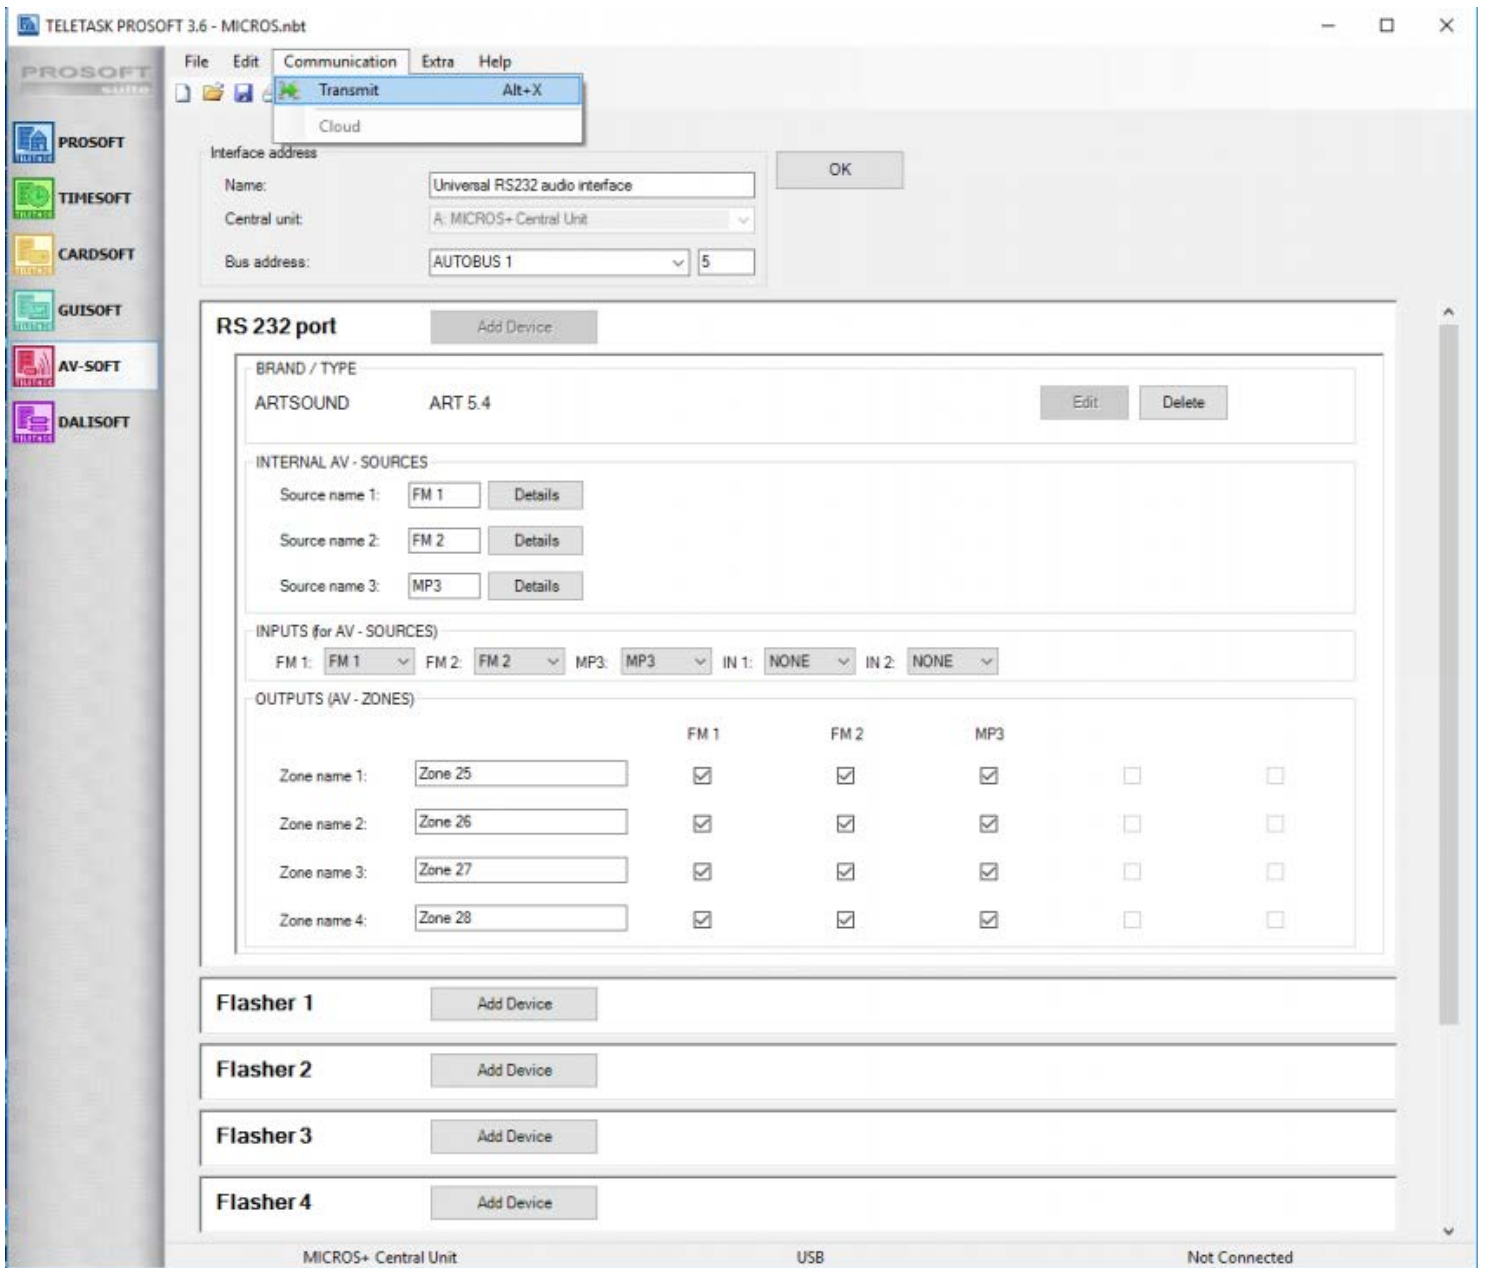 TELETASK PROSOFT 3.6 - MICROS.nbt
PROSOFT
suite
File Edit Communication Extra Help
Transmit Alt+X
Cloud
PROSOFT
TIMESOFT
CARDSOFT
GUISOFT
AV-SOFT
DALISOFT
Interface address
OK
Name: Universal RS232 audio interface
Central unit: A: MICROS+ Central Unit
Bus address: AUTOBUS 1 5
RS 232 port Add Device
BRAND / TYPE
ARTSOUND ART 5.4 Edit Delete
INTERNAL AV - SOURCES
Source name 1: FM 1 Details
Source name 2: FM 2 Details
Source name 3: MP3 Details
INPUTS (for AV - SOURCES)
FM 1: FM 1 FM 2: FM 2 MP3: MP3 IN 1: NONE IN 2: NONE
OUTPUTS (AV - ZONES)
FM 1 FM 2 MP3
Zone name 1: Zone 25
Zone name 2: Zone 26
Zone name 3: Zone 27
Zone name 4: Zone 28
Flasher 1 Add Device
Flasher 2 Add Device
Flasher 3 Add Device
Flasher 4 Add Device
MICROS+ Central Unit USB Not Connected